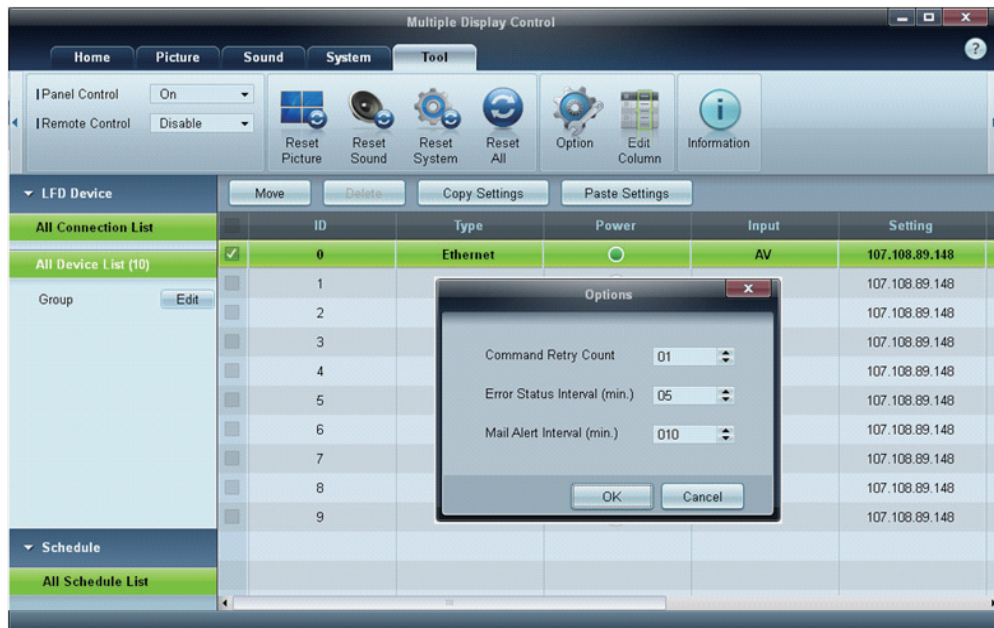 Multiple Display Control
Home Picture Sound System Tool
?
Panel Control On
Remote Control Disable
Reset Picture
Reset Sound
Reset System
Reset All
Option
Edit Column
Information
LFD Device
Move Delete Copy Settings Paste Settings
All Connection List
ID Type Power Input Setting
All Device List (10)
0 Ethernet AV 107.108.89.148
Group Edit
1 107.108.89.148
2 107.108.89.148
3 107.108.89.148
4 107.108.89.148
5 107.108.89.148
6 107.108.89.148
7 107.108.89.148
8 107.108.89.148
9 107.108.89.148
Options
Command Retry Count 01
Error Status Interval (min.) 05
Mail Alert Interval (min.) 010
OK Cancel
Schedule
All Schedule List